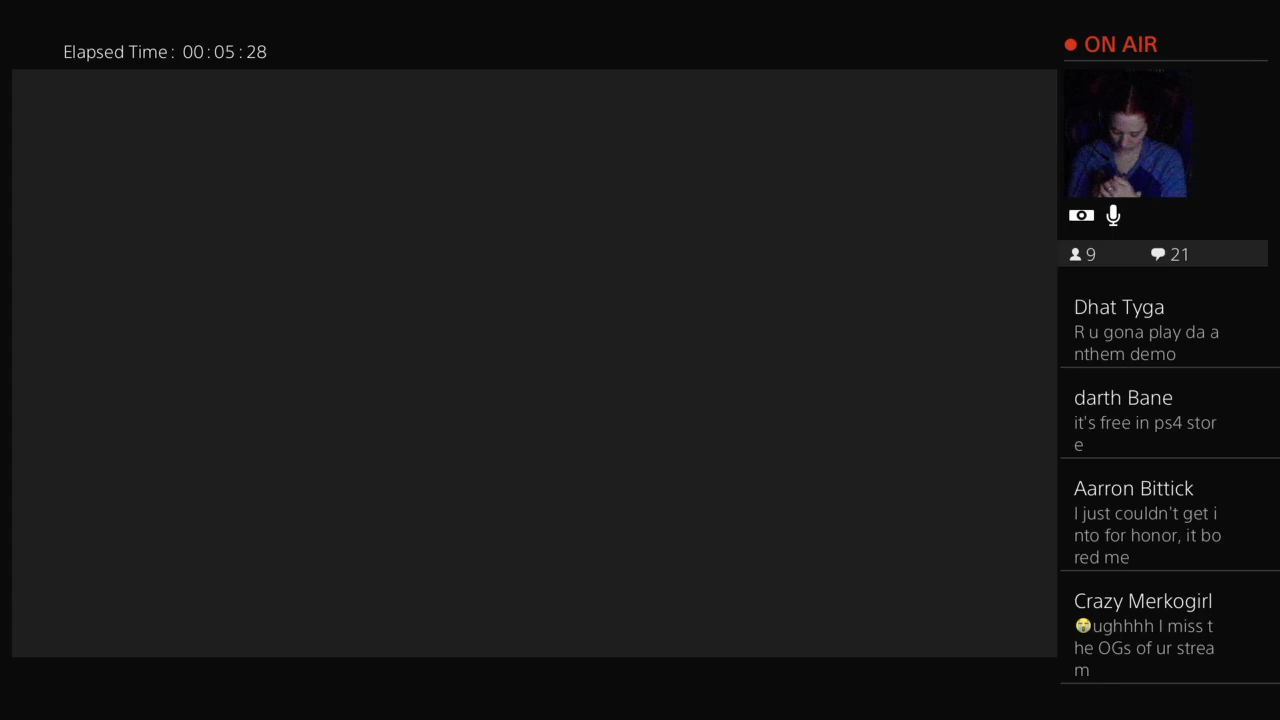 Elapsed Time: 00:05:28
ON AIR
9 21
Dhat Tyga
R u gona play da a
nthem demo
darth Bane
it's free in ps4 stor
e
Aarron Bittick
I just couldn't get i
nto for honor, it bo
red me
Crazy Merkogirl
😭ughhhh I miss t
he OGs of ur strea
m